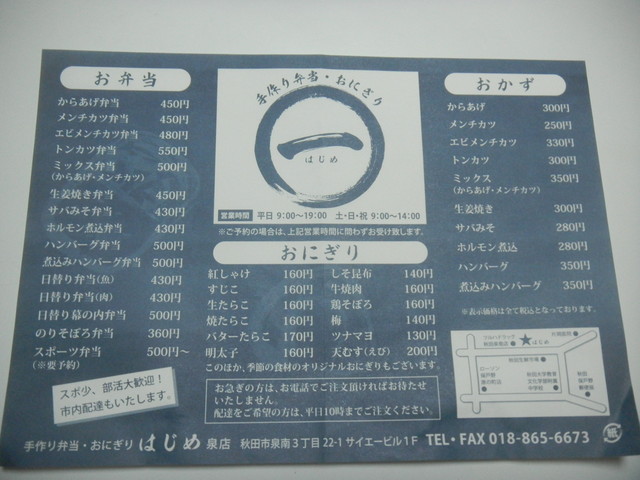 お弁当
からあげ弁当 450円
メンチカツ弁当 450円
エビメンチカツ弁当 480円
トンカツ弁当 550円
ミックス弁当 500円
(からあげ・メンチカツ)
生姜焼き弁当 450円
サバみそ弁当 430円
ホルモン煮込弁当 430円
ハンバーグ弁当 500円
煮込みハンバーグ弁当 500円
日替り弁当(魚) 430円
日替り弁当(肉) 430円
日替り幕の内弁当 500円
のりそぼろ弁当 360円
スポーツ弁当 500円～
(※要予約)
スポ少、部活大歓迎!
市内配達もいたします。
手作り弁当・おにぎり
一
はじめ
営業時間 平日 9:00～19:00 土・日・祝 9:00～14:00
※ご予約の場合は、上記営業時間に問わずお受け致します。
おにぎり
紅しゃけ 160円 しそ昆布 140円
すじこ 160円 牛焼肉 160円
生たらこ 160円 鶏そぼろ 160円
焼たらこ 160円 梅 140円
バターたらこ 170円 ツナマヨ 130円
明太子 160円 天むす(えび) 200円
このほか、季節の食材のオリジナルおにぎりもございます。
お急ぎの方は、お電話でご注文頂ければお待たせ
いたしません。
配達をご希望の方は、平日10時までご注文ください。
おかず
からあげ 300円
メンチカツ 250円
エビメンチカツ 330円
トンカツ 300円
ミックス 350円
(からあげ・メンチカツ)
生姜焼き 300円
サバみそ 280円
ホルモン煮込 280円
ハンバーグ 350円
煮込みハンバーグ 350円
※表示価格は全て税込となっております。
★はじめ
ローソン
手作り弁当・おにぎり はじめ 泉店 秋田市泉南3丁目22-1 サイエービル1F TEL・FAX 018-865-6673